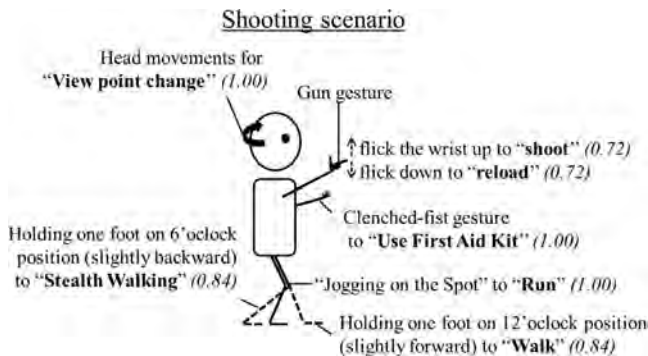 Shooting scenario
Head movements for
“View point change” (1.00)
Gun gesture
flick the wrist up to “shoot” (0.72)
flick down to “reload” (0.72)
Clenched-fist gesture
to “Use First Aid Kit” (1.00)
Holding one foot on 6’oclock
position (slightly backward)
to “Stealth Walking” (0.84)
“Jogging on the Spot” to “Run” (1.00)
Holding one foot on 12’oclock position
(slightly forward) to “Walk” (0.84)